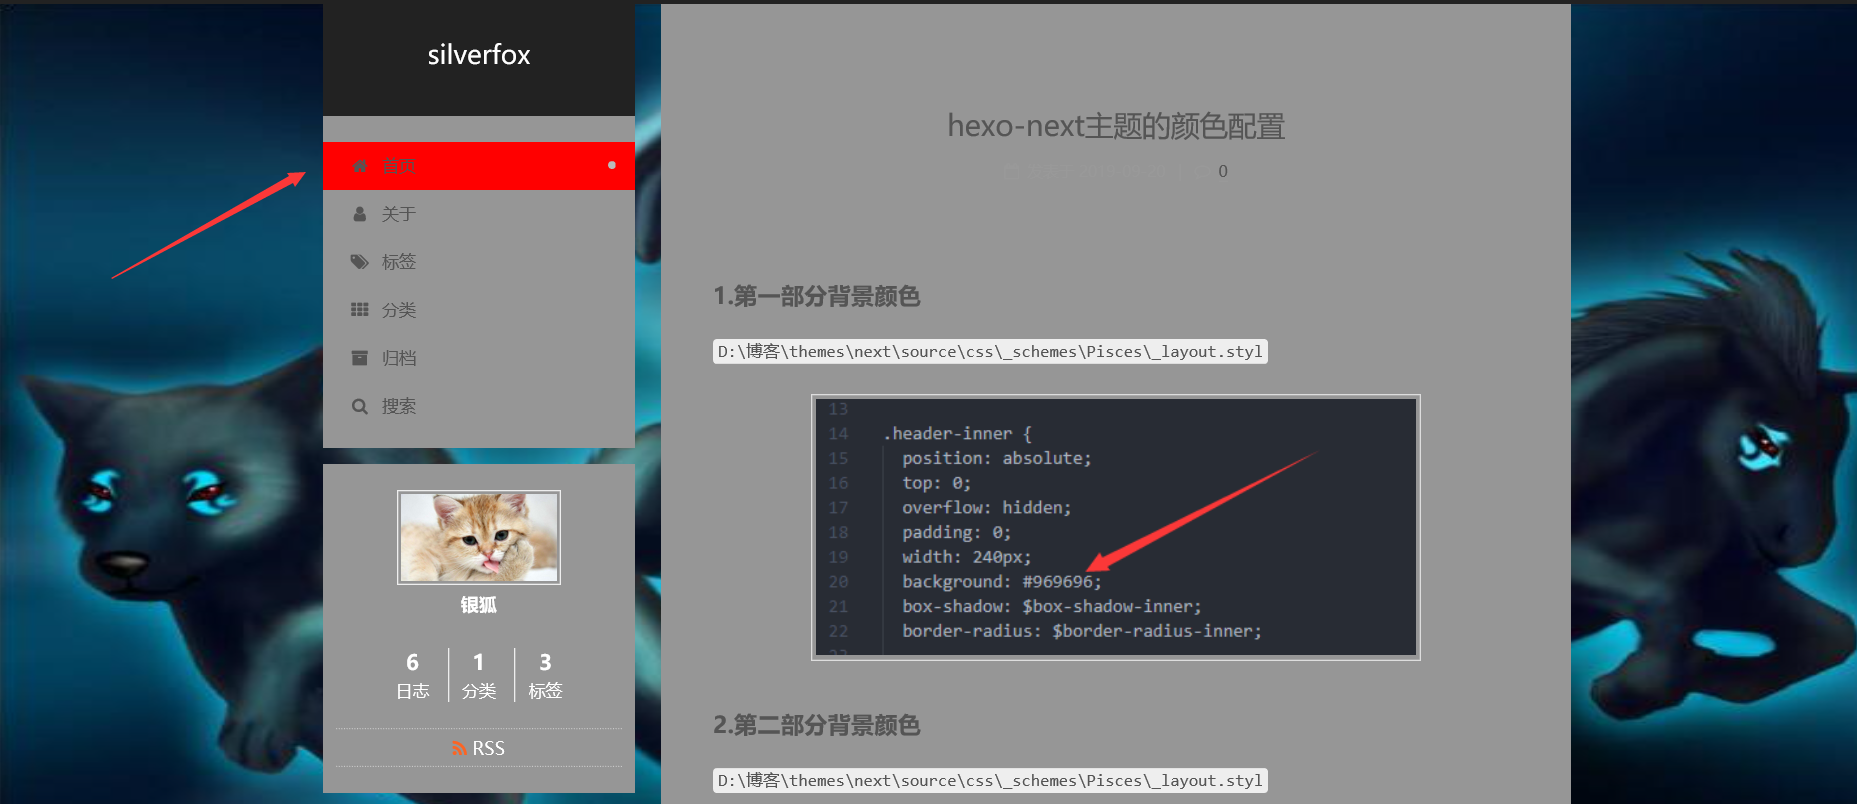 silverfox
首页
关于
标签
分类
归档
搜索
银狐
6
日志
1
分类
3
标签
RSS
hexo-next主题的颜色配置
0
1.第一部分背景颜色
D:\博客\themes\next\source\css\_schemes\Pisces\_layout.styl
13
14 .header-inner {
15 position: absolute;
16 top: 0;
17 overflow: hidden;
18 padding: 0;
19 width: 240px;
20 background: #969696;
21 box-shadow: $box-shadow-inner;
22 border-radius: $border-radius-inner;
2.第二部分背景颜色
D:\博客\themes\next\source\css\_schemes\Pisces\_layout.styl